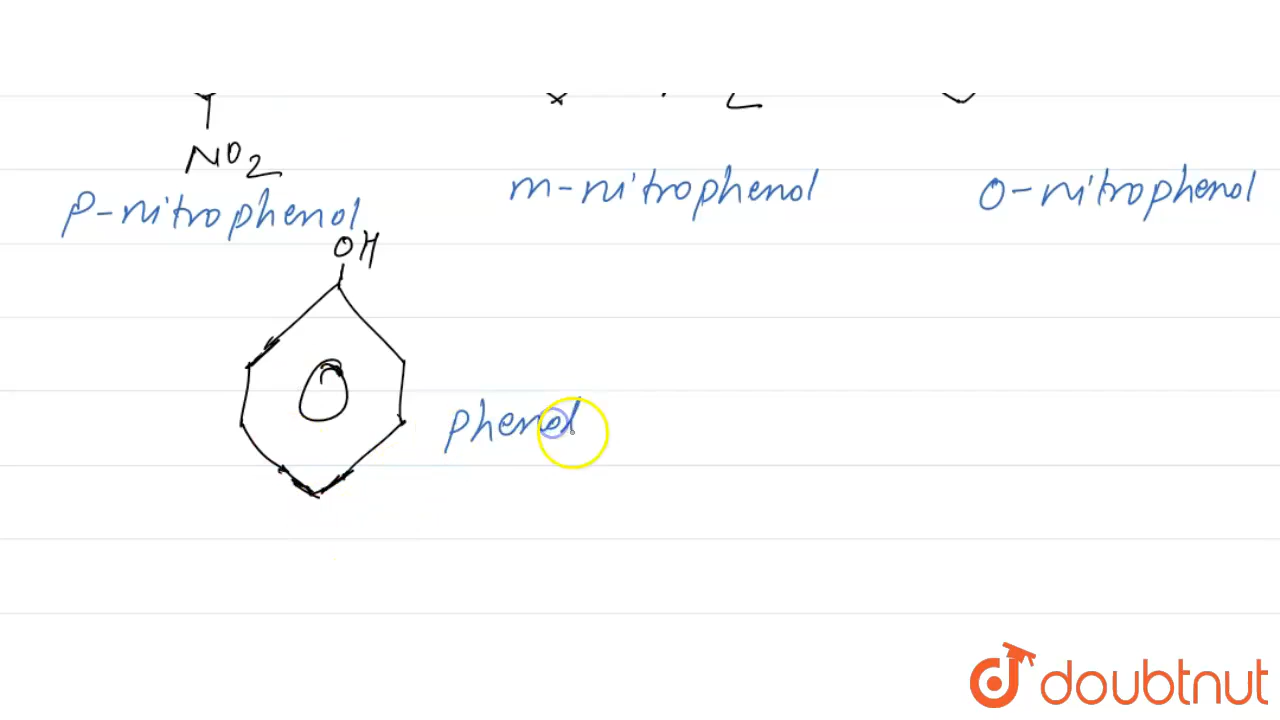 NO2
p-nitrophenol
m-nitrophenol
o-nitrophenol
OH
phenol
doubtnut